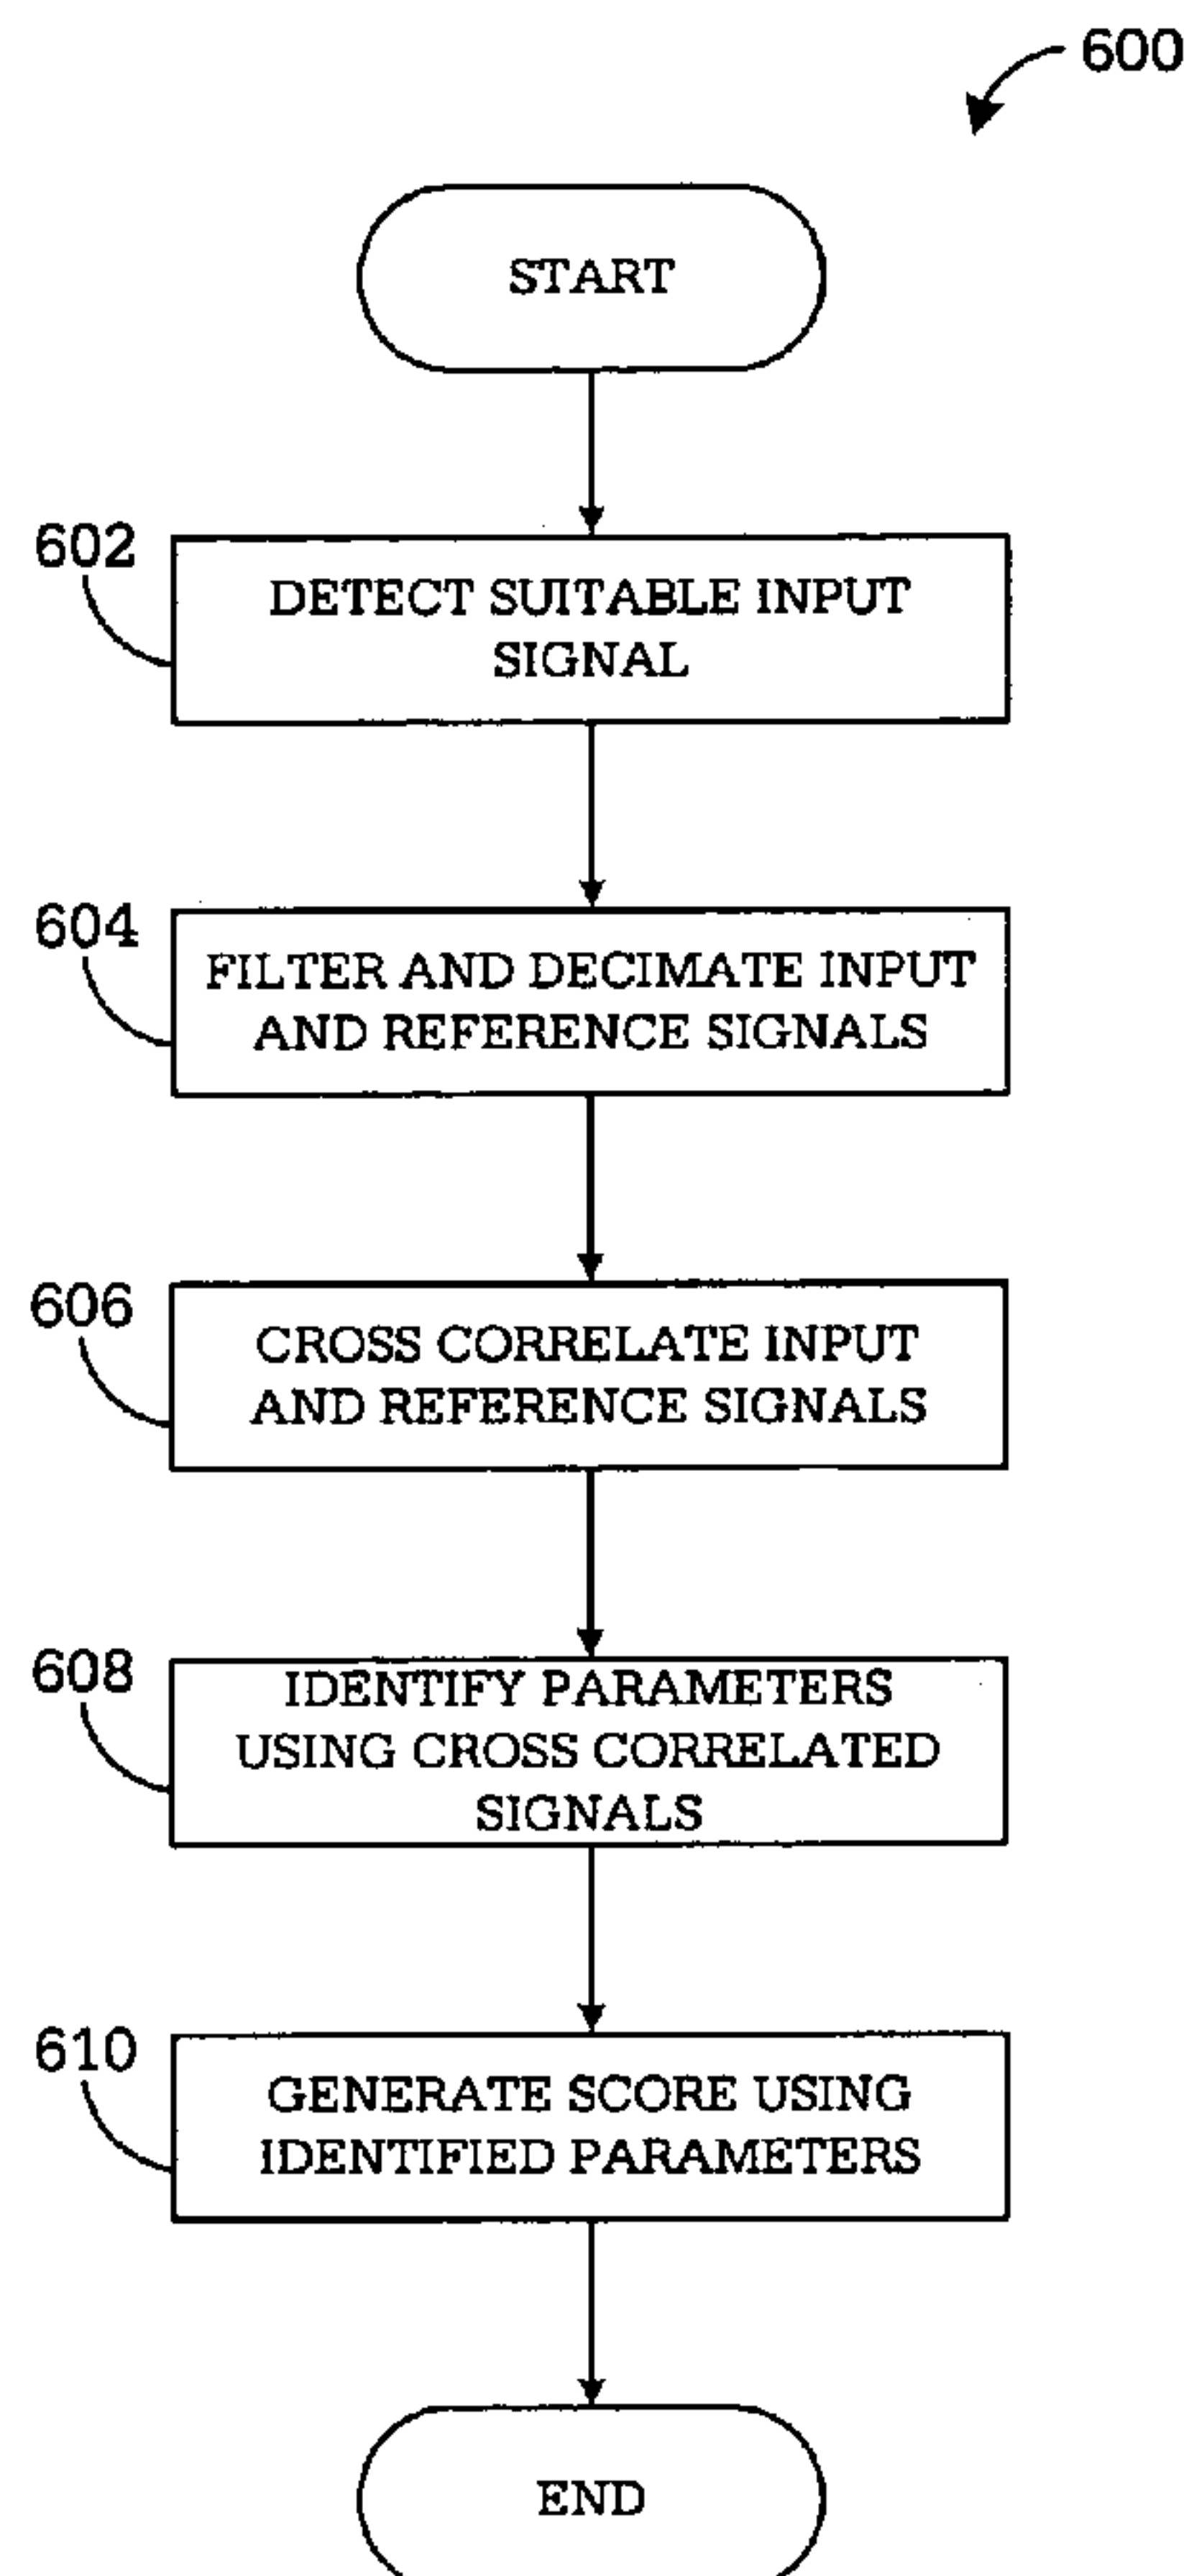 600
START
602
DETECT SUITABLE INPUT
SIGNAL
604
FILTER AND DECIMATE INPUT
AND REFERENCE SIGNALS
606
CROSS CORRELATE INPUT
AND REFERENCE SIGNALS
608
IDENTIFY PARAMETERS
USING CROSS CORRELATED
SIGNALS
610
GENERATE SCORE USING
IDENTIFIED PARAMETERS
END